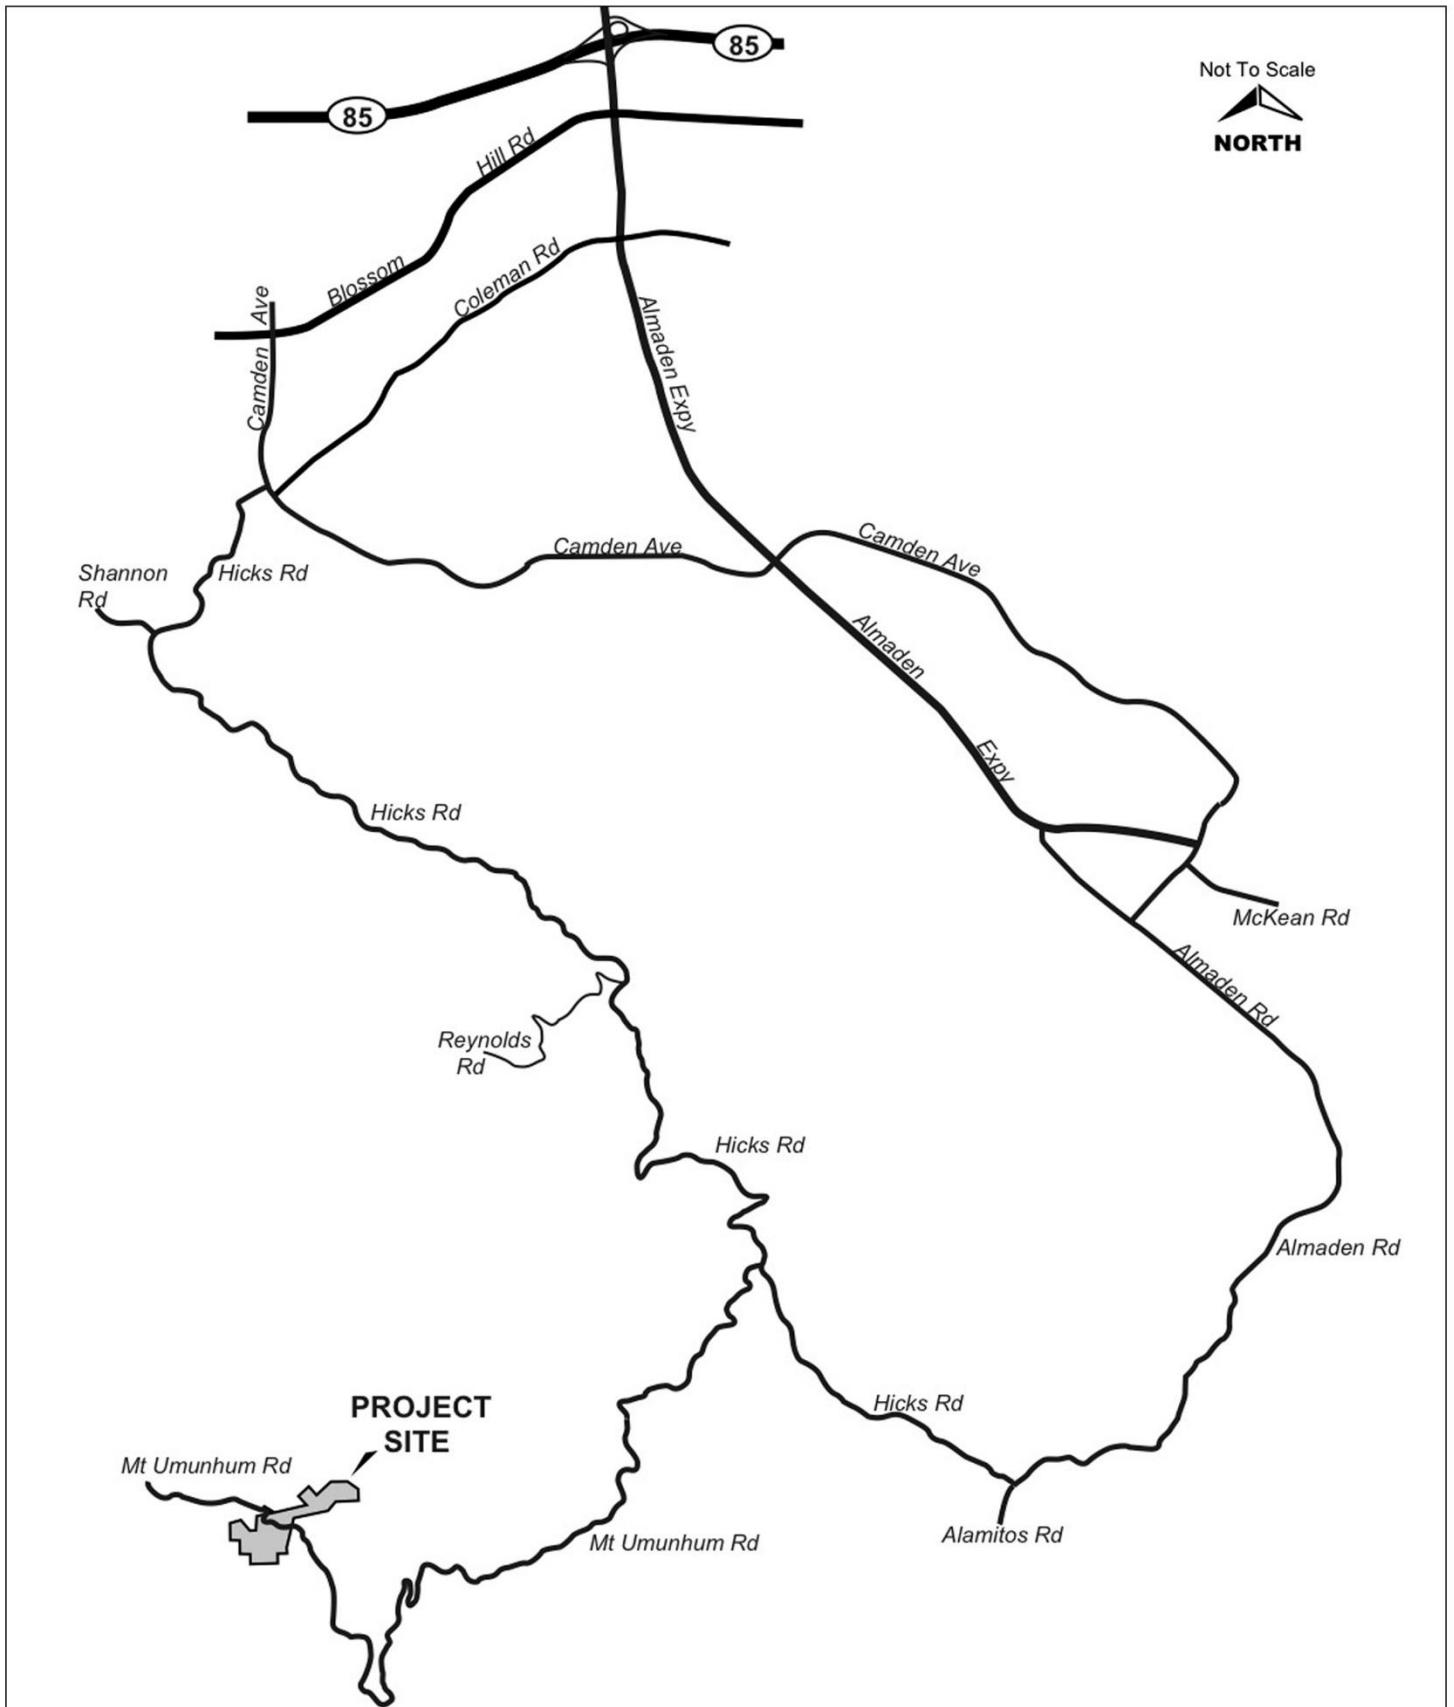 85
Not To Scale
85
NORTH
Hill Rd
Blossom
Coleman Rd
Camden Ave
Almaden Expy
Camden Ave
Camden Ave
Shannon
Rd
Hicks Rd
Almaden
Expy
Hicks Rd
McKean Rd
Almaden Rd
Reynolds
Rd
Hicks Rd
Almaden Rd
PROJECT
SITE
Hicks Rd
Mt Umunhum Rd
Alamitos Rd
Mt Umunhum Rd